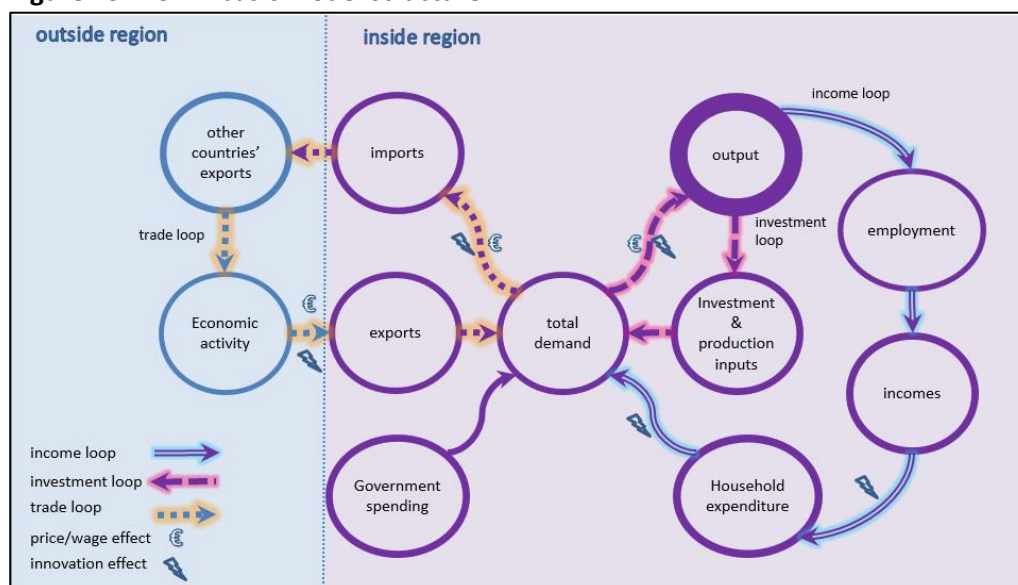 outside region
inside region
other
countries'
exports
imports
output
income loop
employment
trade loop
investment
loop
Economic
activity
exports
total
demand
Investment
&
production
inputs
incomes
Government
spending
Household
expenditure
income loop
investment loop
trade loop
price/wage effect
innovation effect